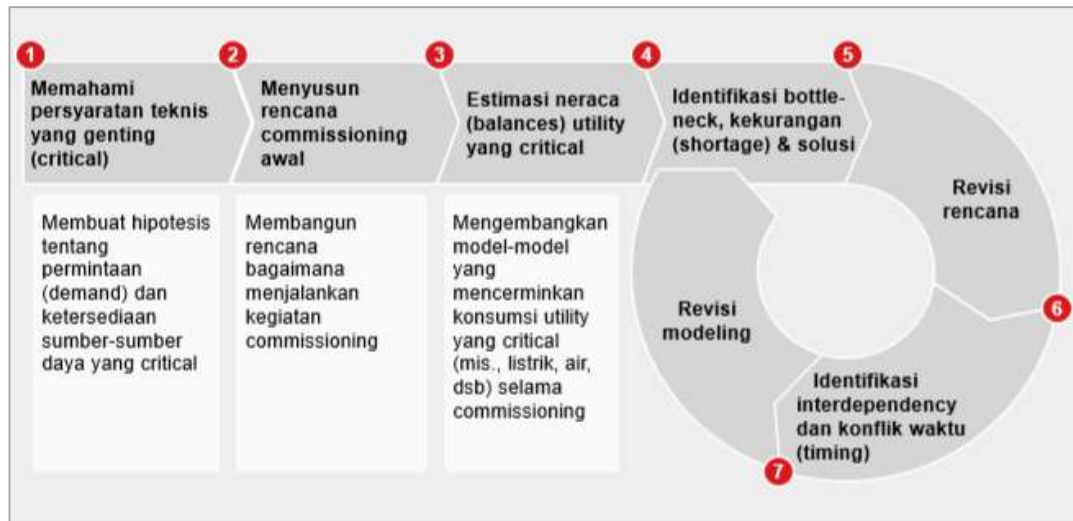 1
Memahami
persyaratan teknis
yang genting
(critical)
2
Menyusun
rencana
commissioning
awal
3
Estimasi neraca
(balances) utility
yang critical
4
Identifikasi bottle-
neck, kekurangan
(shortage) & solusi
5
Revisi
rencana
6
Identifikasi
interdependency
dan konflik waktu
(timing)
7
Revisi
modeling
Membuat hipotesis
tentang
permintaan
(demand) dan
ketersediaan
sumber-sumber
daya yang critical
Membangun
rencana
bagaimana
menjalankan
kegiatan
commissioning
Mengembangkan
model-model
yang
mencerminkan
konsumsi utility
yang critical
(mis., listrik, air,
dsb) selama
commissioning